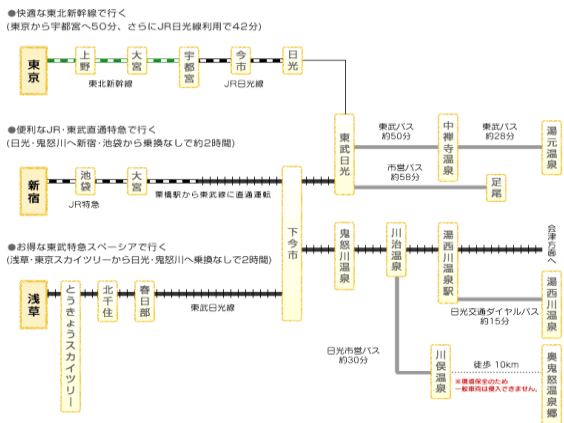 ●快適な東北新幹線で行く
(東京から宇都宮へ50分、さらにJR日光線利用で42分)
東京
上野
大宮
宇都宮
今市
日光
東北新幹線
JR日光線
●便利なJR・東武直通特急で行く
(日光・鬼怒川へ新宿・池袋から乗換なしで約2時間)
新宿
池袋
大宮
JR特急
栗橋駅から東武線に直通運転
東武日光
東武バス
約50分
中禅寺温泉
東武バス
約28分
湯元温泉
市営バス
約58分
足尾
●お得な東武特急スペーシアで行く
(浅草・東京スカイツリーから日光・鬼怒川へ乗換なしで2時間)
浅草
とうきょうスカイツリー
北千住
春日部
東武日光線
下今市
鬼怒川温泉
川治温泉
湯西川温泉駅
会津方面へ
日光交通ダイヤルバス
約15分
湯西川温泉
日光市営バス
約30分
川俣温泉
徒歩 10km
※環境保全のため
一般車両は侵入できません。
奥鬼怒温泉郷